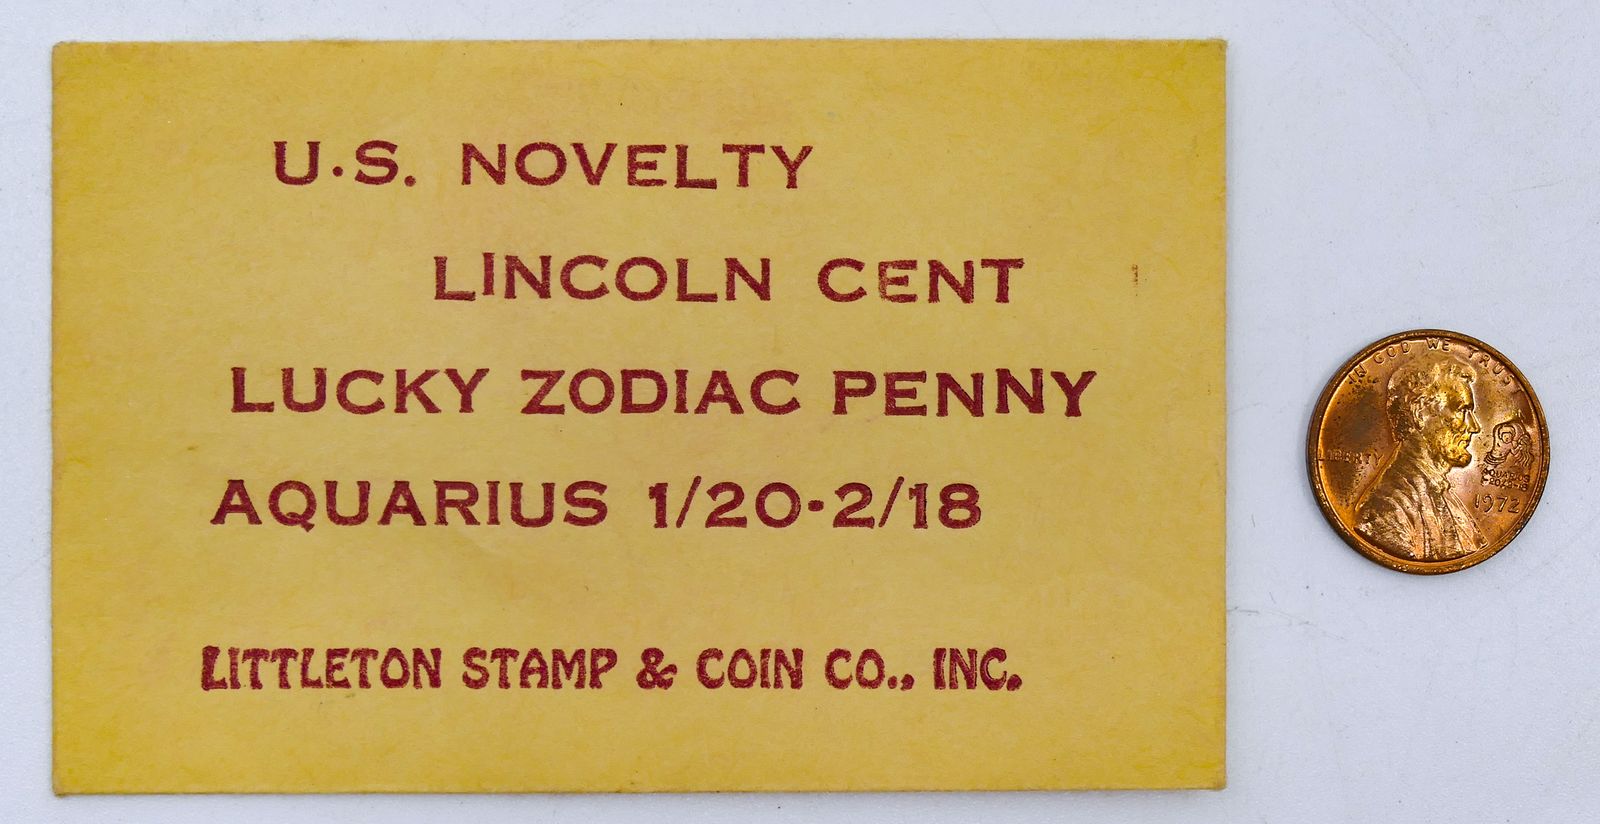 U.S. NOVELTY
LINCOLN CENT
LUCKY ZODIAC PENNY
AQUARIUS 1/20-2/18
LITTLETON STAMP & COIN CO., INC.
IN GOD WE TRUST
LIBERTY
1972